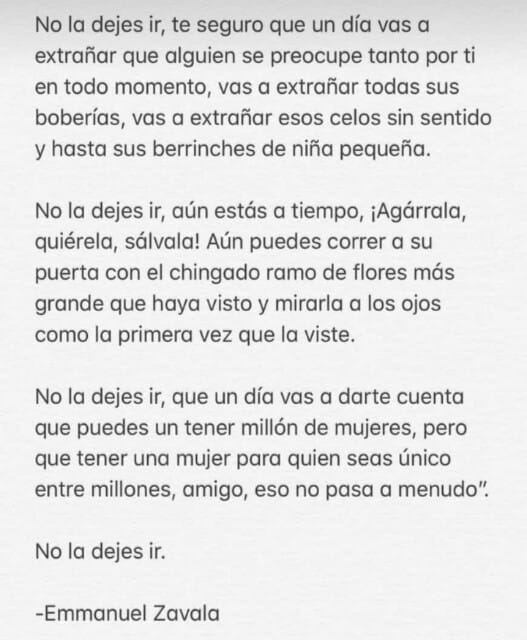 No la dejes ir, te seguro que un día vas a
extrañar que alguien se preocupe tanto por ti
en todo momento, vas a extrañar todas sus
boberías, vas a extrañar esos celos sin sentido
y hasta sus berrinches de niña pequeña.
No la dejes ir, aún estás a tiempo, ¡Agárrala,
quiérela, sálvala! Aún puedes correr a su
puerta con el chingado ramo de flores más
grande que haya visto y mirarla a los ojos
como la primera vez que la viste.
No la dejes ir, que un día vas a darte cuenta
que puedes un tener millón de mujeres, pero
que tener una mujer para quien seas único
entre millones, amigo, eso no pasa a menudo”.
No la dejes ir.
-Emmanuel Zavala